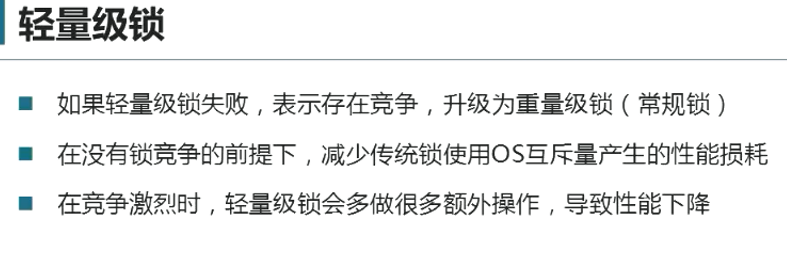 轻量级锁
如果轻量级锁失败，表示存在竞争，升级为重量级锁（常规锁）
在没有锁竞争的前提下，减少传统锁使用OS互斥量产生的性能损耗
在竞争激烈时，轻量级锁会多做很多额外操作，导致性能下降